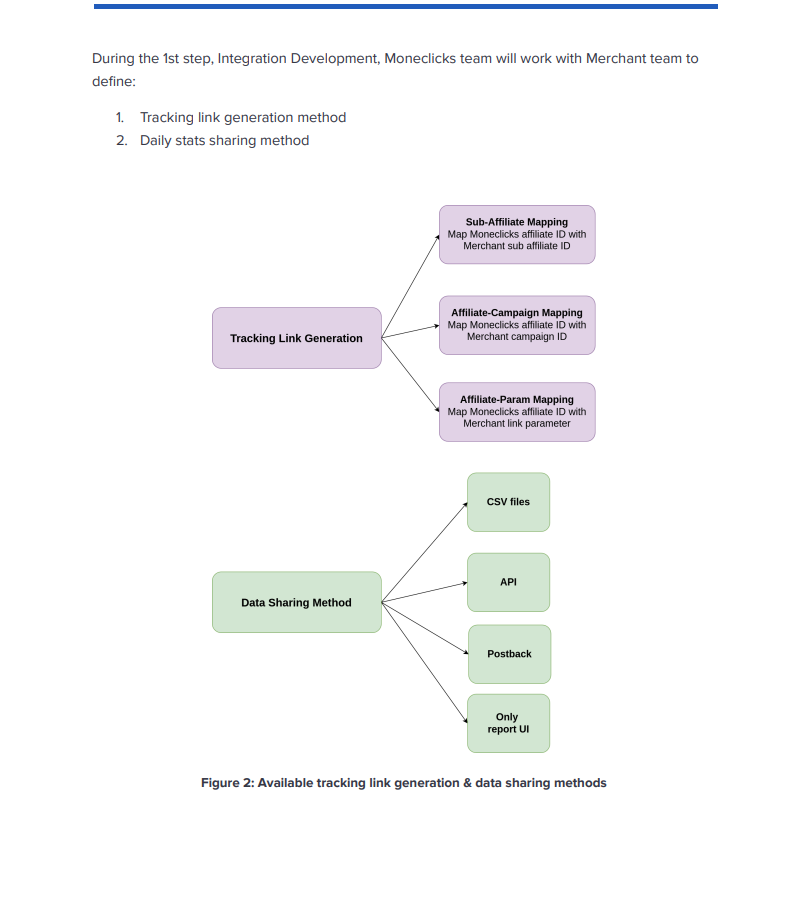 During the 1st step, Integration Development, Moneclicks team will work with Merchant team to
define:
1. Tracking link generation method
2. Daily stats sharing method
Sub-Affiliate Mapping
Map Moneclicks affiliate ID with
Merchant sub affiliate ID
Tracking Link Generation
Affiliate-Campaign Mapping
Map Moneclicks affiliate ID with
Merchant campaign ID
Affiliate-Param Mapping
Map Moneclicks affiliate ID with
Merchant link parameter
CSV files
Data Sharing Method
API
Postback
Only
report UI
Figure 2: Available tracking link generation & data sharing methods